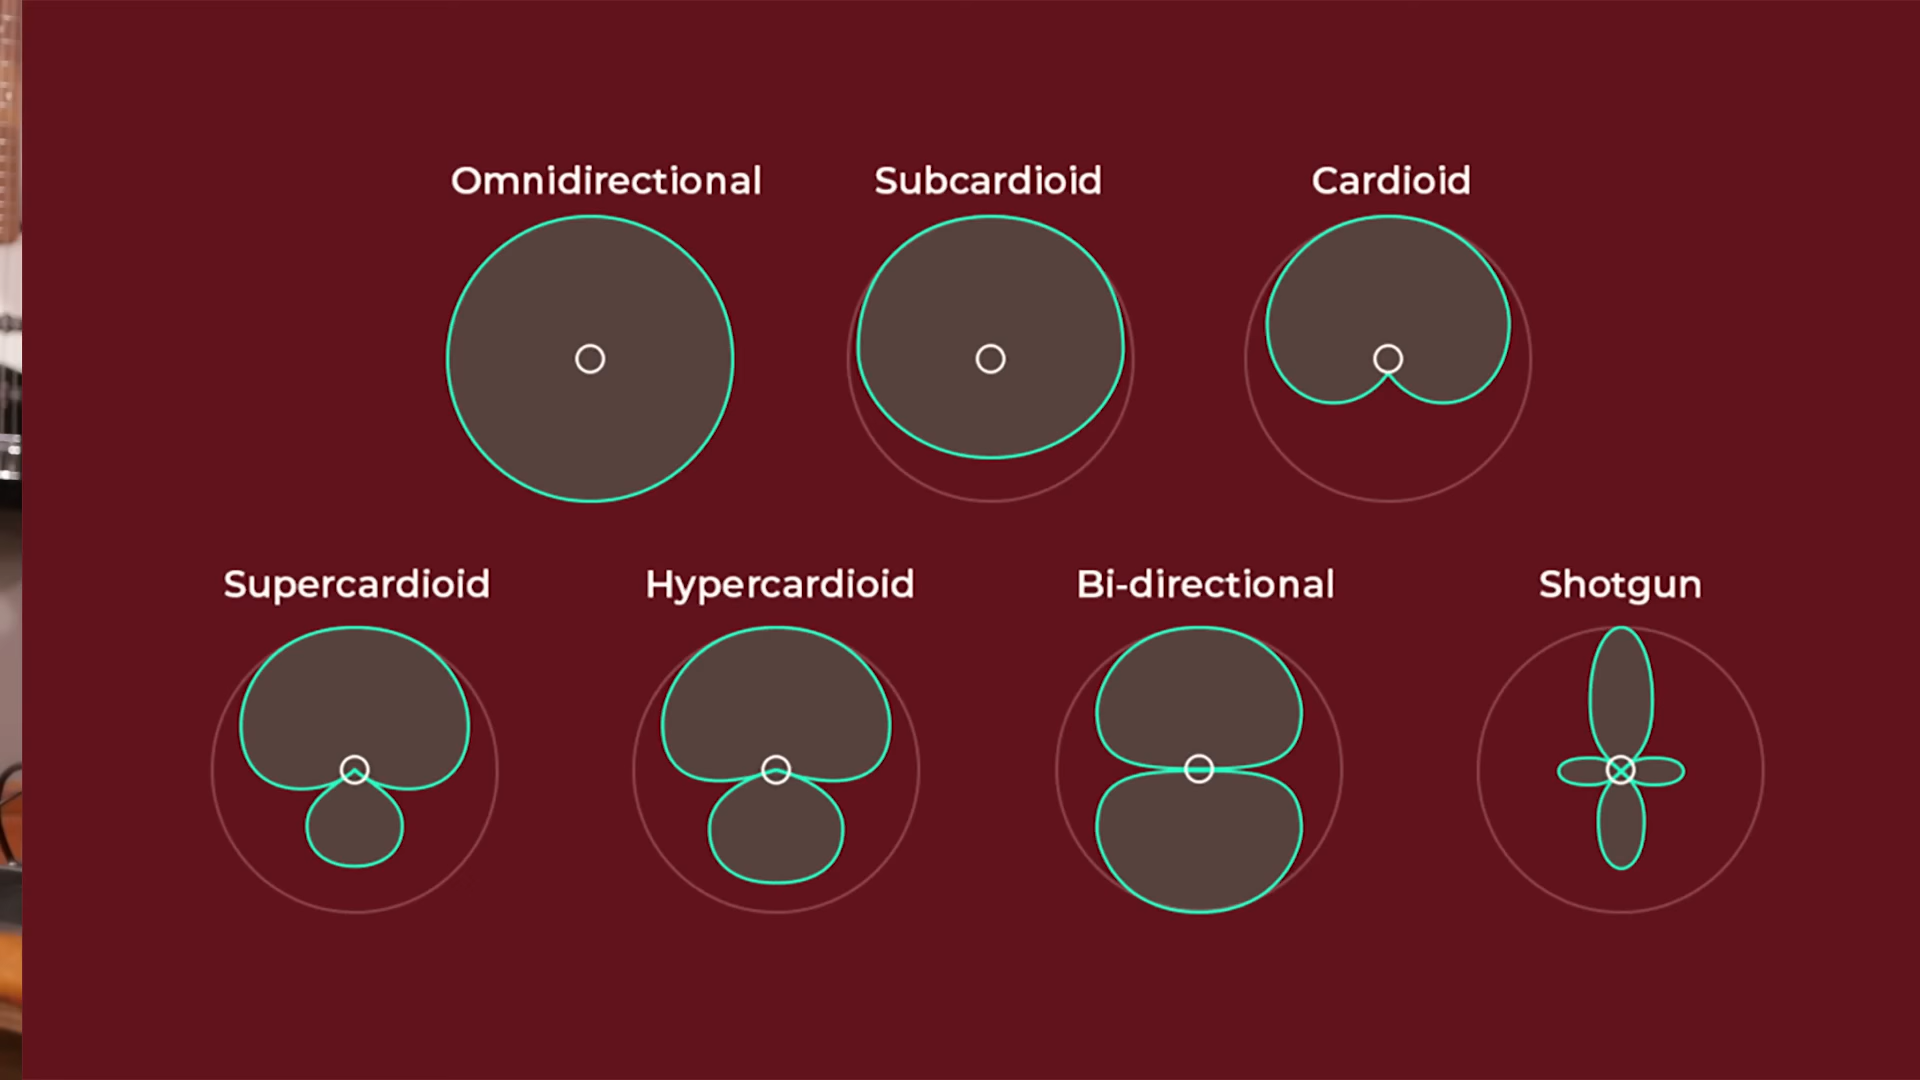 Omnidirectional
Subcardioid
Cardioid
Supercardioid
Hypercardioid
Bi-directional
Shotgun